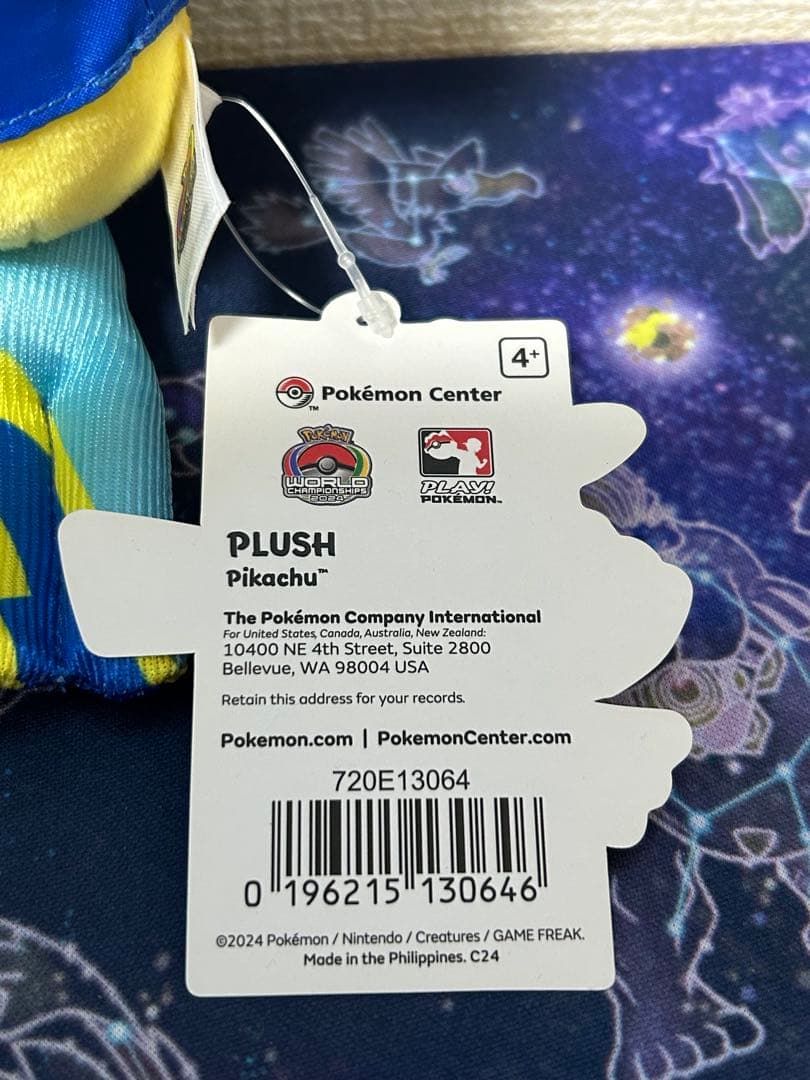 4+
Pokémon Center
TM
POKéMON
WORLD
CHAMPIONSHIPS
2024
PLAY!
POKÉMON™
PLUSH
Pikachu™
The Pokémon Company International
For United States, Canada, Australia, New Zealand:
10400 NE 4th Street, Suite 2800
Bellevue, WA 98004 USA
Retain this address for your records.
Pokemon.com | PokemonCenter.com
720E13064
0 196215 130646
©2024 Pokémon / Nintendo / Creatures / GAME FREAK.
Made in the Philippines. C24